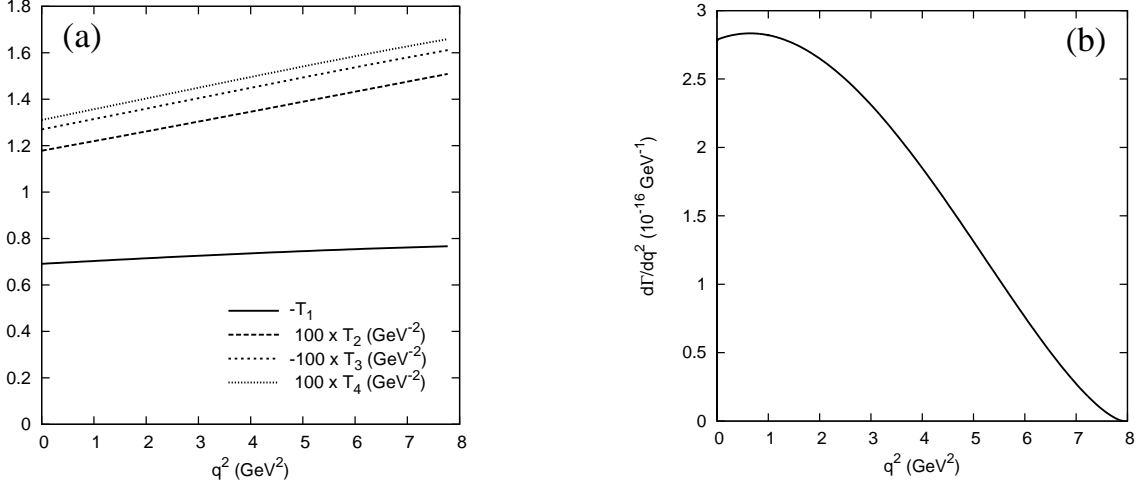 (a)
1.8
1.6
1.4
1.2
1
0.8
0.6
0.4
0.2
0
-T₁
100 x T₂ (GeV⁻²)
-100 x T₃ (GeV⁻²)
100 x T₄ (GeV⁻²)
0 1 2 3 4 5 6 7 8
q² (GeV²)
(b)
3
2.5
2
1.5
1
0.5
0
dΓ/dq² (10⁻¹⁶ GeV⁻¹)
0 1 2 3 4 5 6 7 8
q² (GeV²)